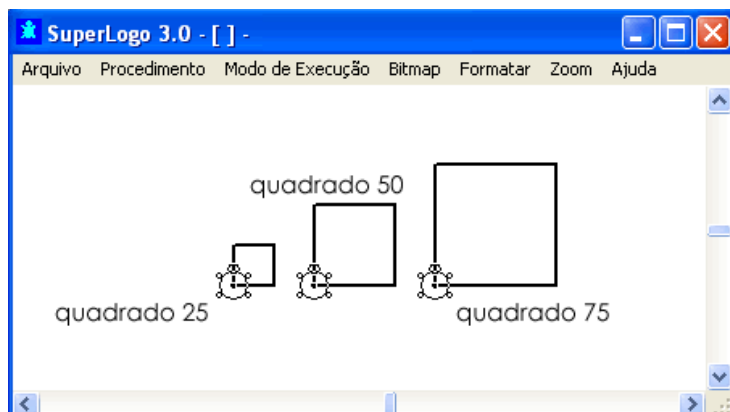 SuperLogo 3.0 - [ ] -
Arquivo Procedimento Modo de Execução Bitmap Formatar Zoom Ajuda
quadrado 50
quadrado 25
quadrado 75